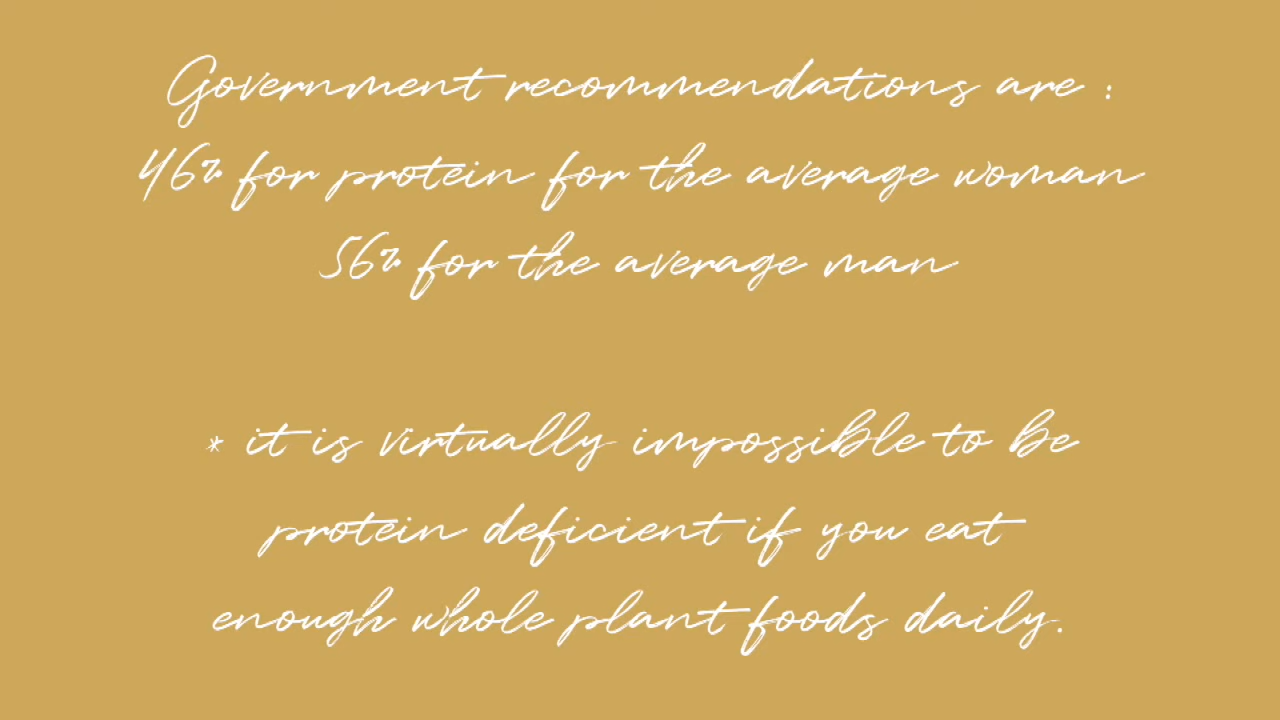 Government recommendations are :
46% for protein for the average woman
56% for the average man
* it is virtually impossible to be
protein deficient if you eat
enough whole plant foods daily.